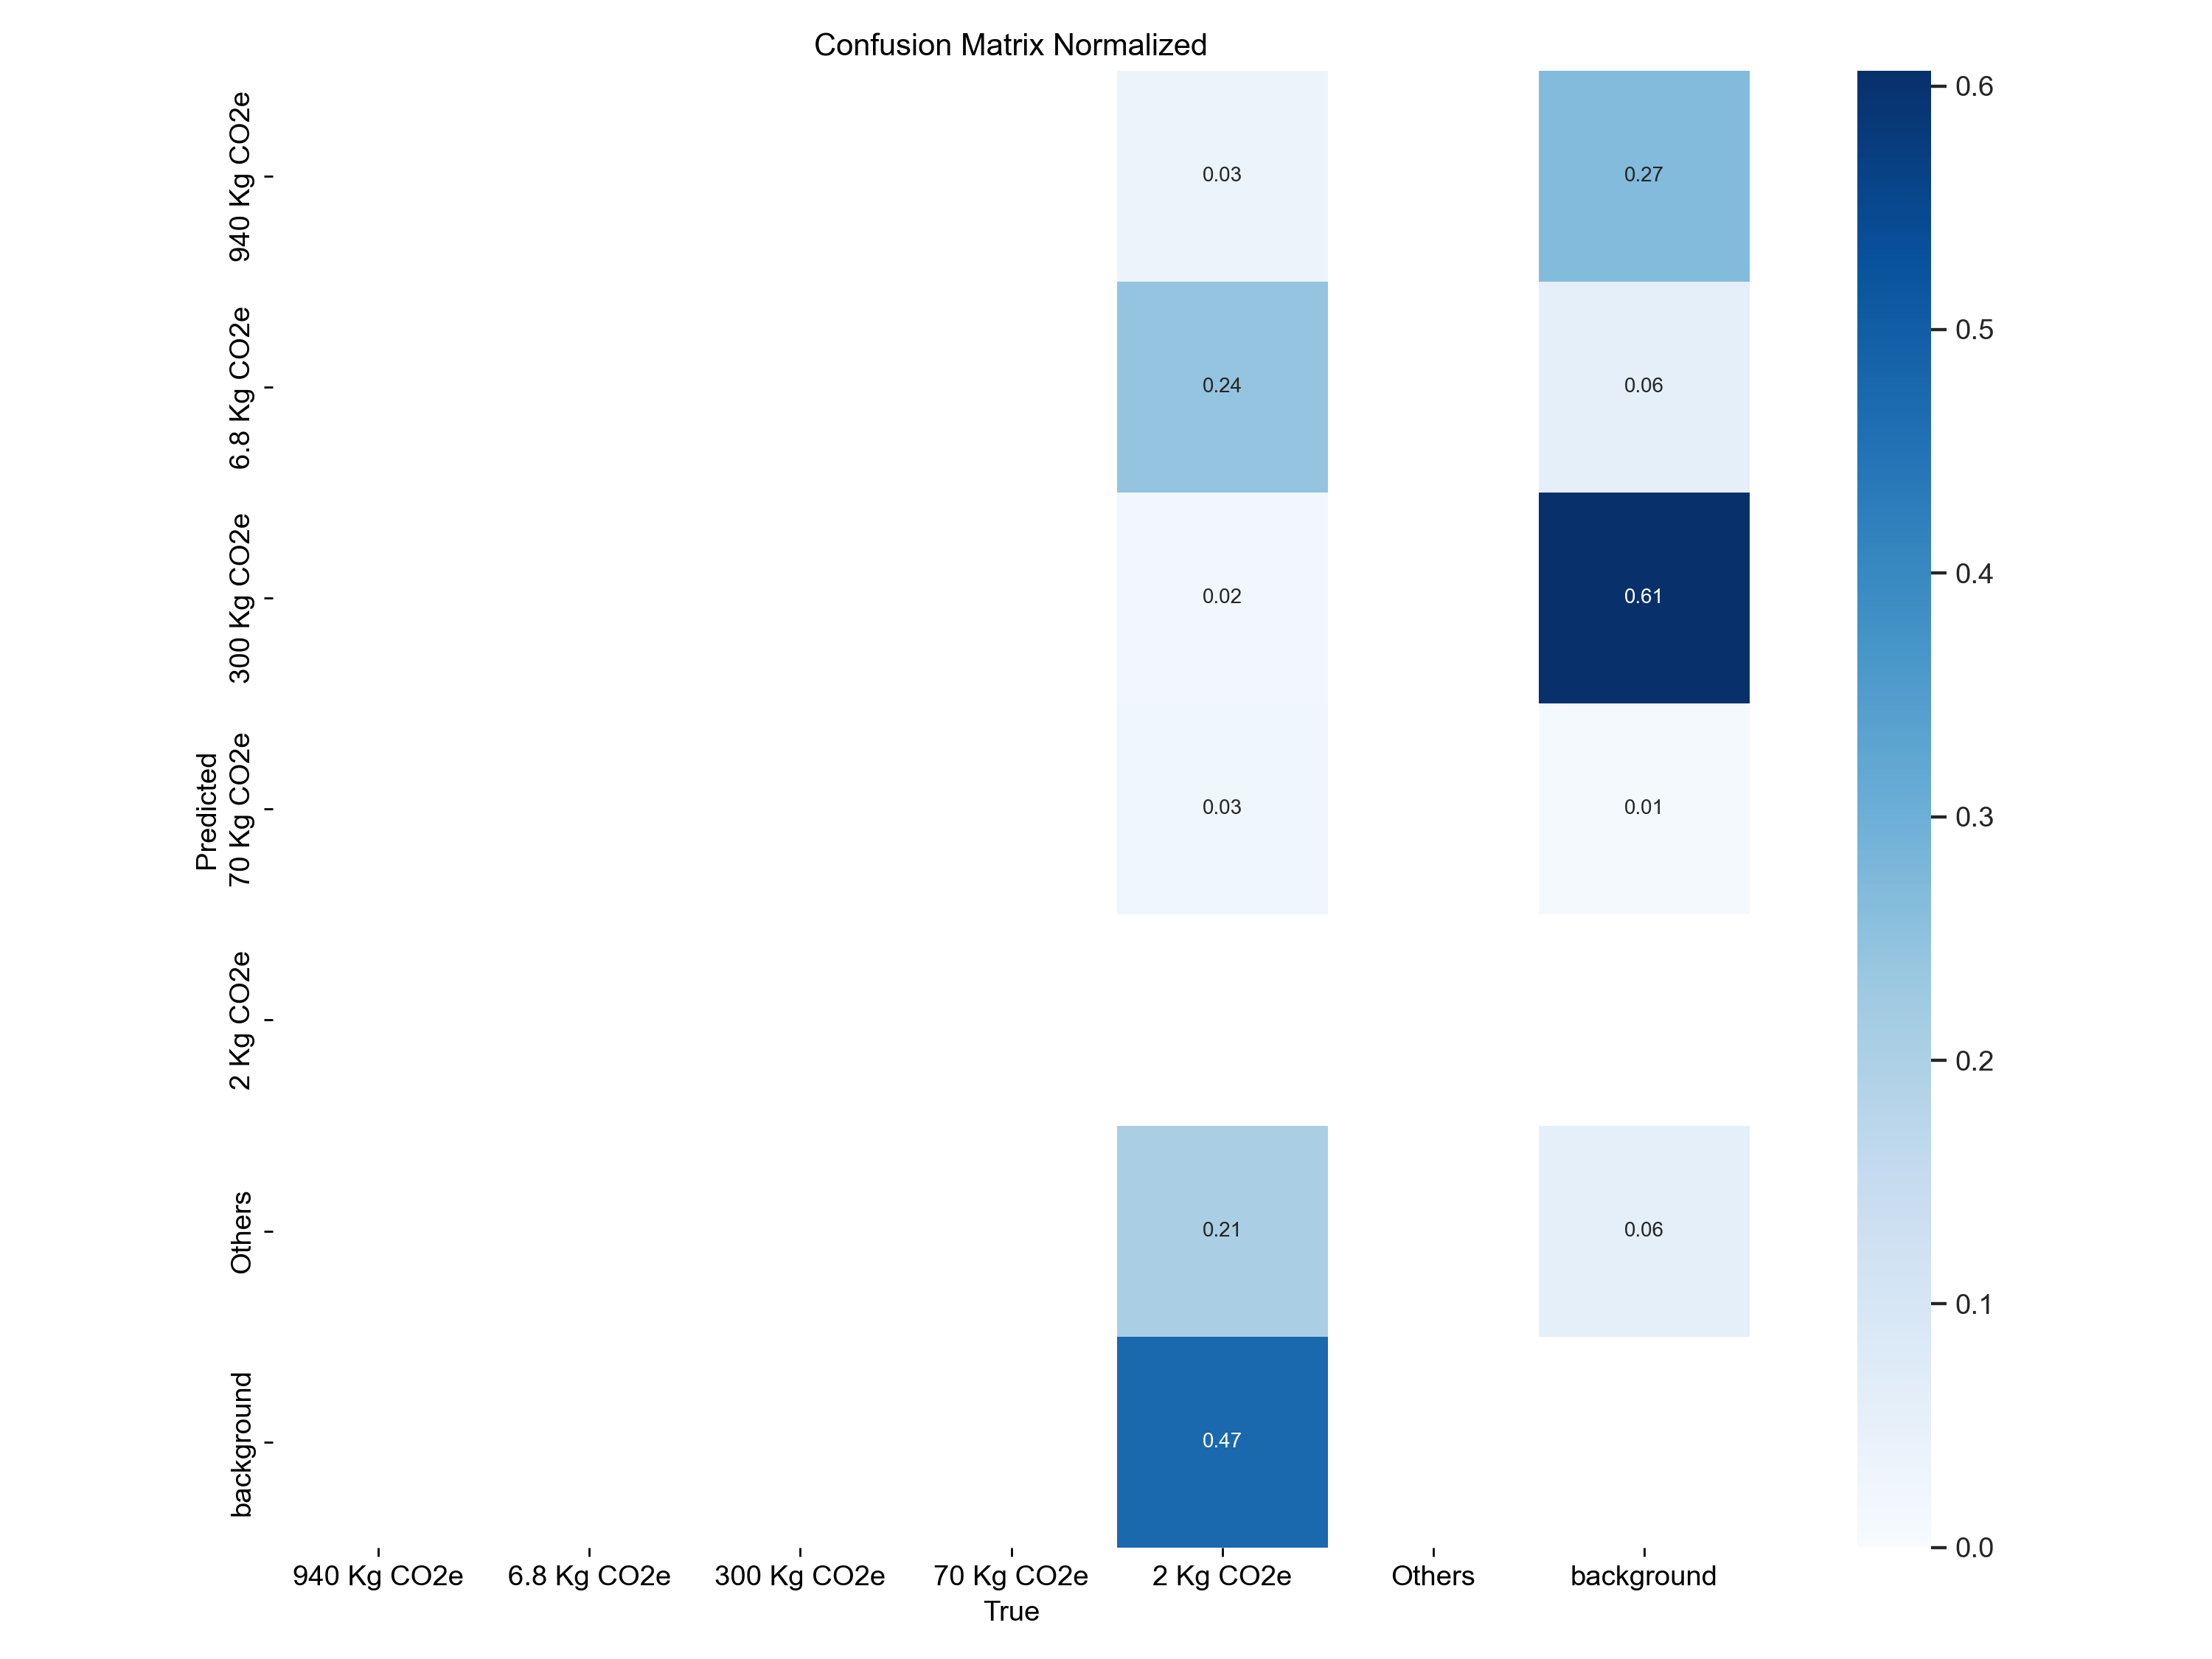 Confusion Matrix Normalized
940 Kg CO2e
6.8 Kg CO2e
300 Kg CO2e
70 Kg CO2e
2 Kg CO2e
Others
background
Predicted
0.03
0.27
0.24
0.06
0.02
0.61
0.03
0.01
0.21
0.06
0.47
940 Kg CO2e
6.8 Kg CO2e
300 Kg CO2e
70 Kg CO2e
2 Kg CO2e
Others
background
True
0.6
0.5
0.4
0.3
0.2
0.1
0.0